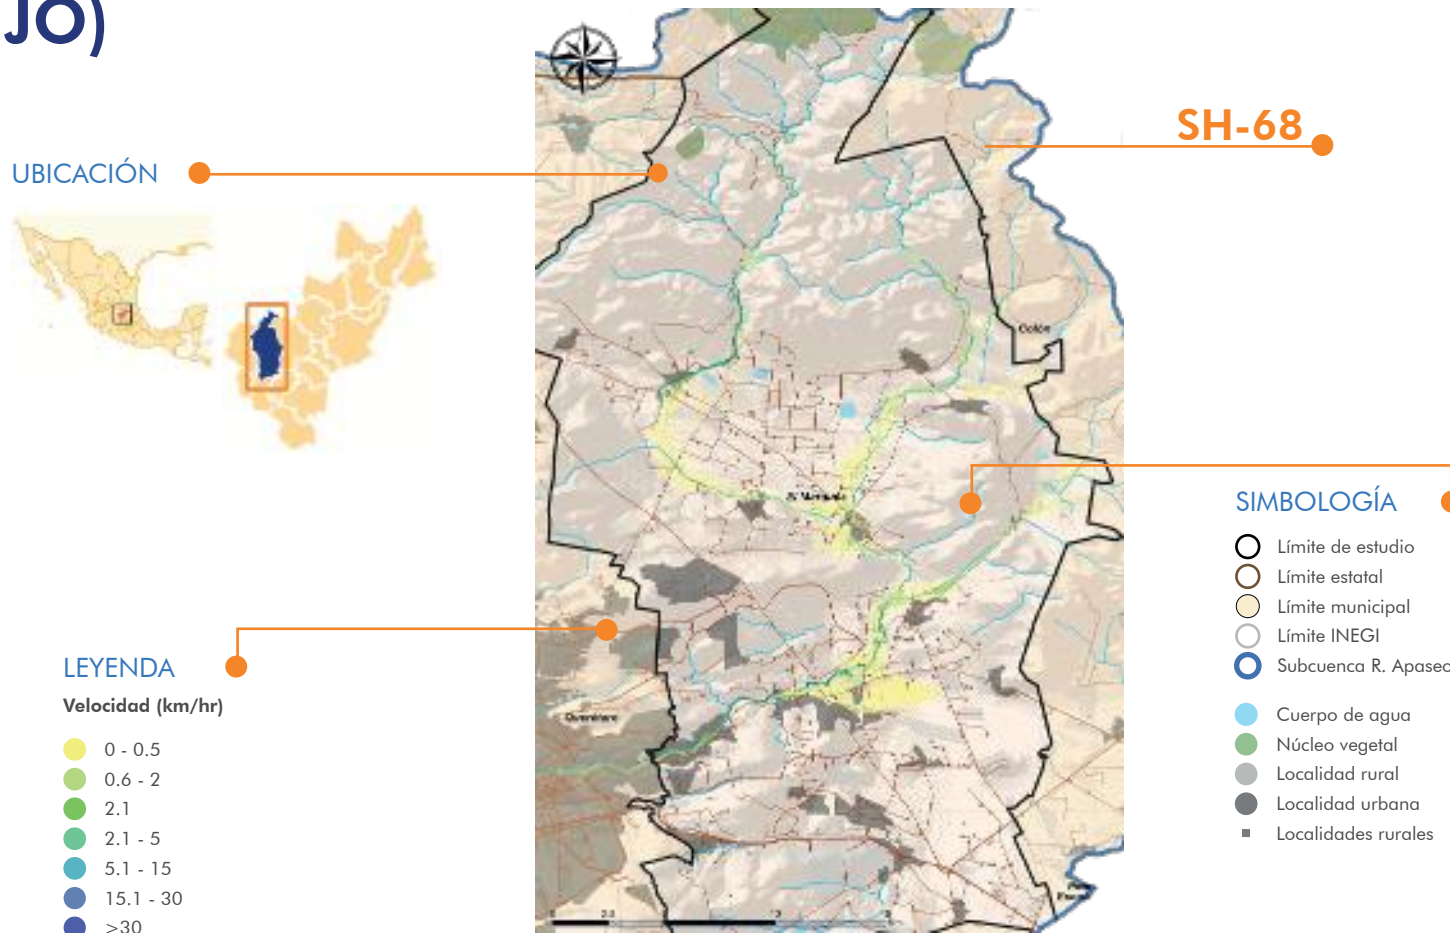 JO)
SH-68
UBICACIÓN
Colón
El Marqués
Querétaro
LEYENDA
Velocidad (km/hr)
0 - 0.5
0.6 - 2
2.1
2.1 - 5
5.1 - 15
15.1 - 30
>30
SIMBOLOGÍA
Límite de estudio
Límite estatal
Límite municipal
Límite INEGI
Subcuenca R. Apaseo
Cuerpo de agua
Núcleo vegetal
Localidad rural
Localidad urbana
Localidades rurales